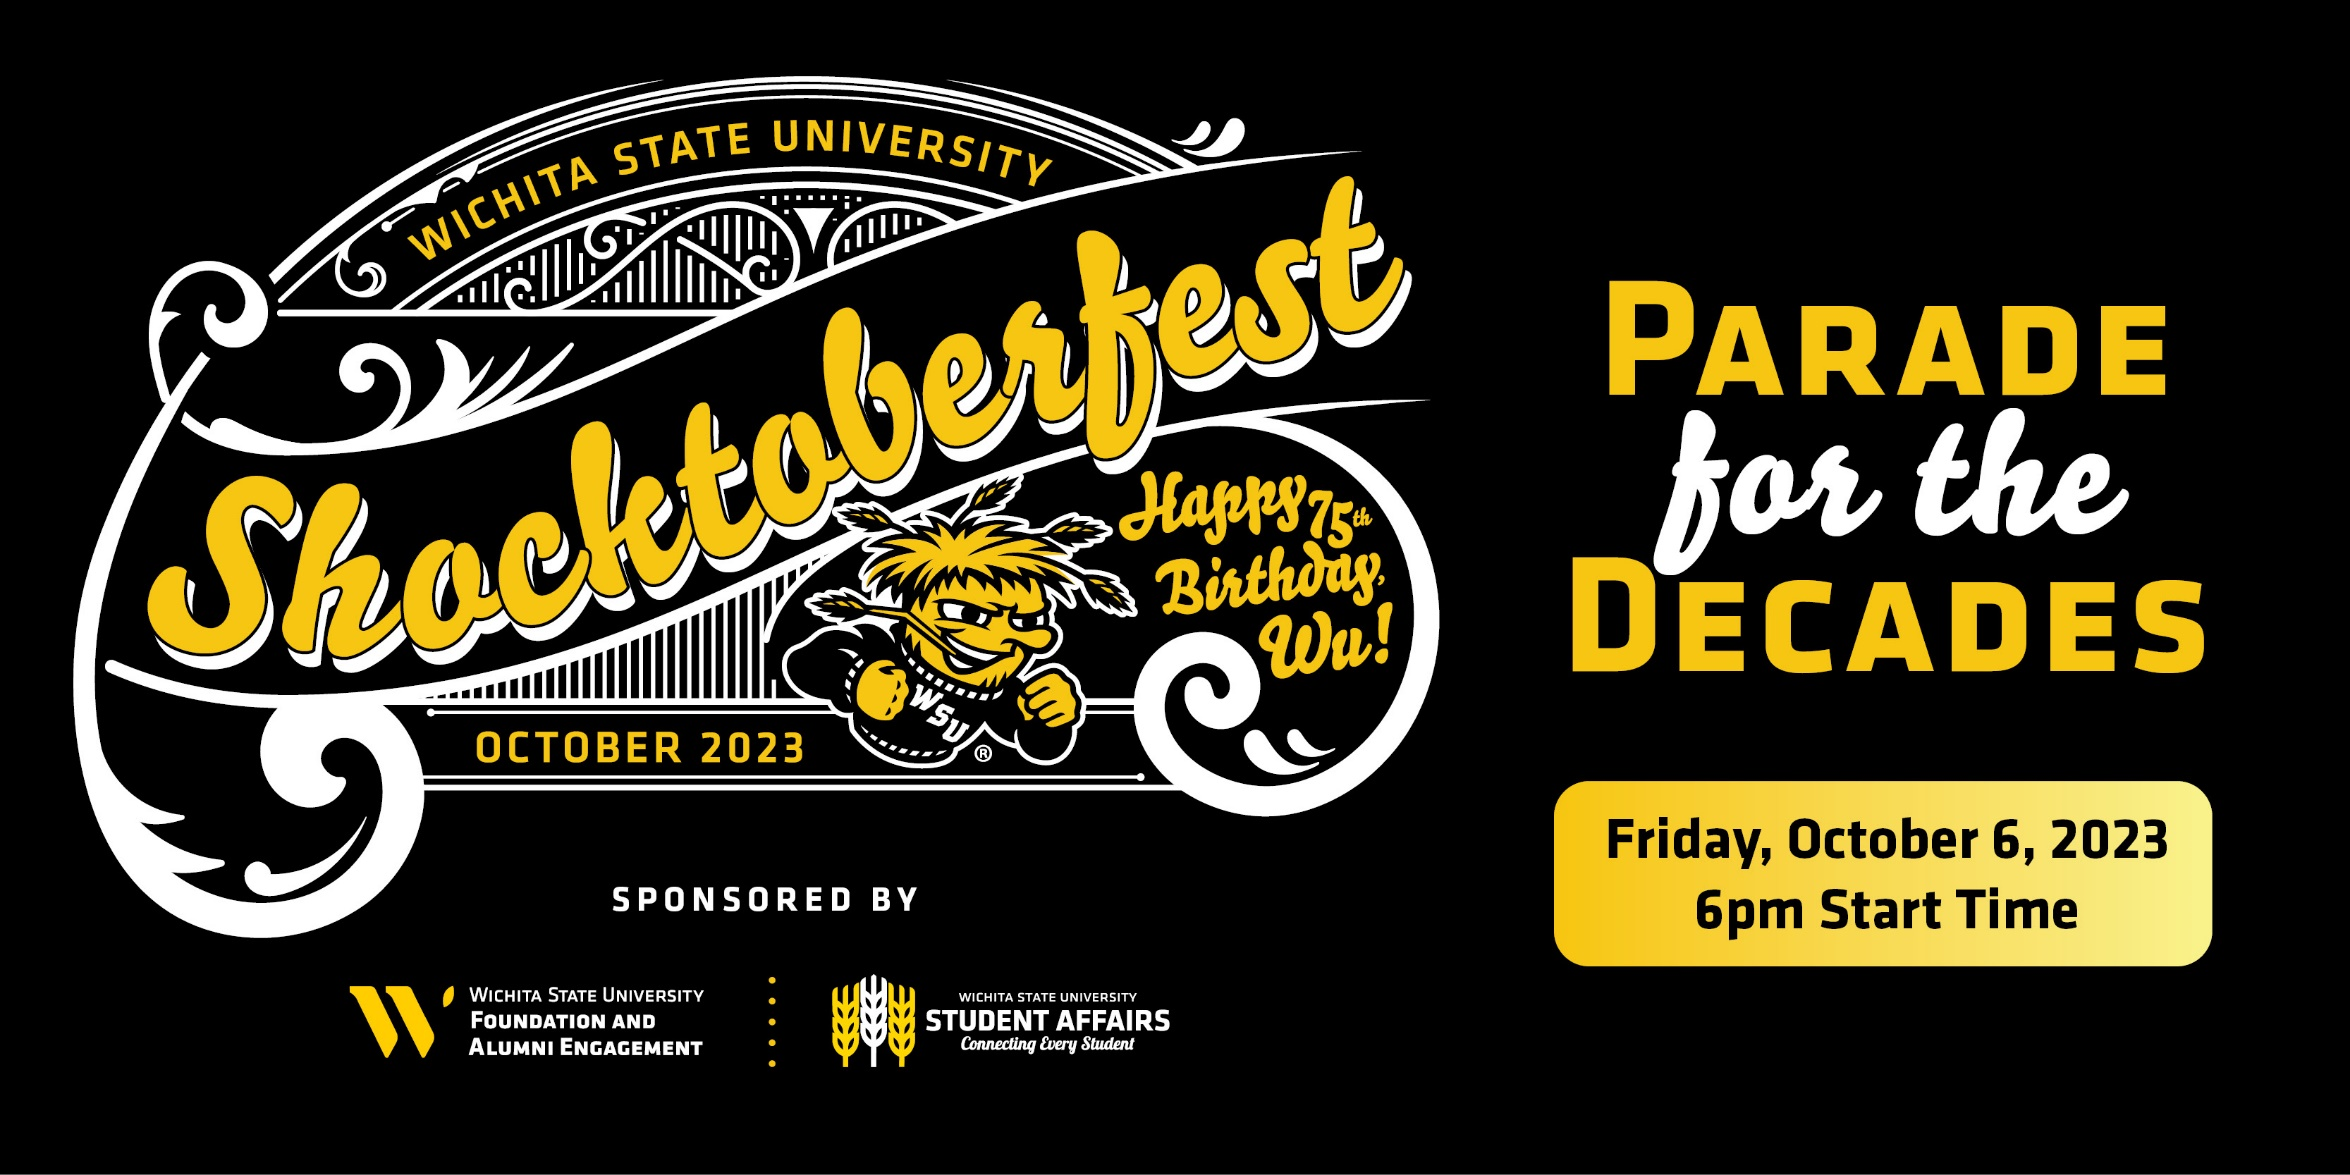 WICHITA STATE UNIVERSITY
Shocktoberfest
Happy 75th
Birthday,
Wu!
WSU
®
OCTOBER 2023
SPONSORED BY
WICHITA STATE UNIVERSITY
FOUNDATION AND
ALUMNI ENGAGEMENT
WICHITA STATE UNIVERSITY
STUDENT AFFAIRS
Connecting Every Student
PARADE
for the
DECADES
Friday, October 6, 2023
6pm Start Time